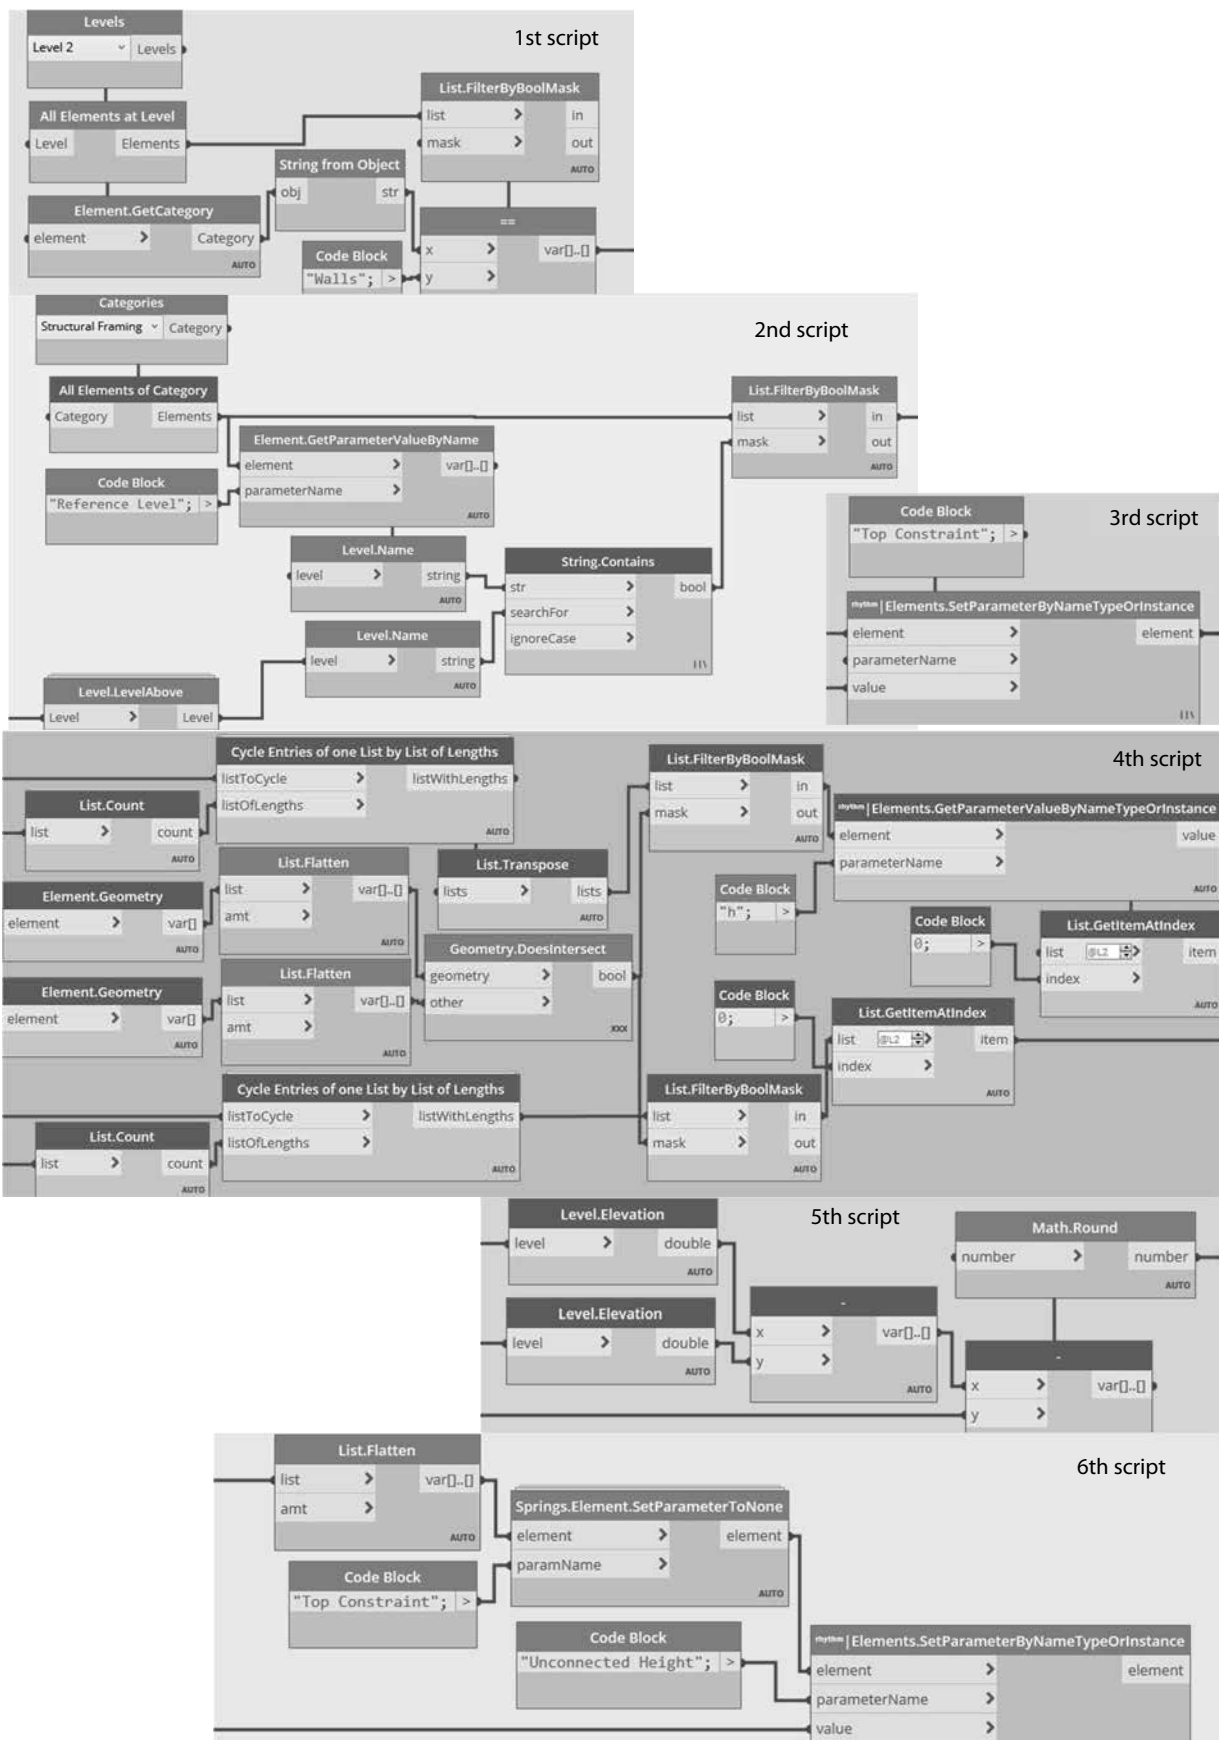 Levels
Level 2 Levels
1st script
All Elements at Level
Level Elements
List.FilterByBoolMask
list > in
mask > out
AUTO
String from Object
obj str
Element.GetCategory
element > Category
AUTO
==
x > var[]..[]
y >
Code Block
"Walls"; >
Categories
Structural Framing Category
2nd script
All Elements of Category
Category Elements
List.FilterByBoolMask
list > in
mask > out
AUTO
Element.GetParameterValueByName
element > var[]..[]
parameterName >
AUTO
Code Block
"Reference Level"; >
Level.Name
level > string
AUTO
String.Contains
str > bool
searchFor >
ignoreCase >
Level.Name
level > string
AUTO
Level.LevelAbove
Level > Level
3rd script
Code Block
"Top Constraint"; >
rhythm | Elements.SetParameterByNameTypeOrInstance
element > element
parameterName >
value >
4th script
Cycle Entries of one List by List of Lengths
listToCycle > listWithLengths
listOfLengths >
AUTO
List.Count
list > count
AUTO
List.FilterByBoolMask
list > in
mask > out
AUTO
rhythm | Elements.GetParameterValueByNameTypeOrInstance
element > value
parameterName >
AUTO
List.Flatten
list > var[]..[]
amt >
AUTO
List.Transpose
lists > lists
AUTO
Element.Geometry
element > var[]
AUTO
Code Block
"h"; >
Code Block
0; >
List.GetItemAtIndex
list @L2 > item
index >
AUTO
Geometry.DoesIntersect
geometry > bool
other >
xxx
List.Flatten
list > var[]..[]
amt >
AUTO
Element.Geometry
element > var[]
AUTO
Code Block
0; >
List.GetItemAtIndex
list @L2 > item
index >
AUTO
Cycle Entries of one List by List of Lengths
listToCycle > listWithLengths
listOfLengths >
AUTO
List.FilterByBoolMask
list > in
mask > out
AUTO
List.Count
list > count
AUTO
5th script
Level.Elevation
level > double
AUTO
Math.Round
number > number
AUTO
Level.Elevation
level > double
AUTO
-
x > var[]..[]
y >
AUTO
-
x > var[]..[]
y >
6th script
List.Flatten
list > var[]..[]
amt >
AUTO
Springs.Element.SetParameterToNone
element > element
paramName >
AUTO
Code Block
"Top Constraint"; >
Code Block
"Unconnected Height"; >
rhythm | Elements.SetParameterByNameTypeOrInstance
element > element
parameterName >
value >